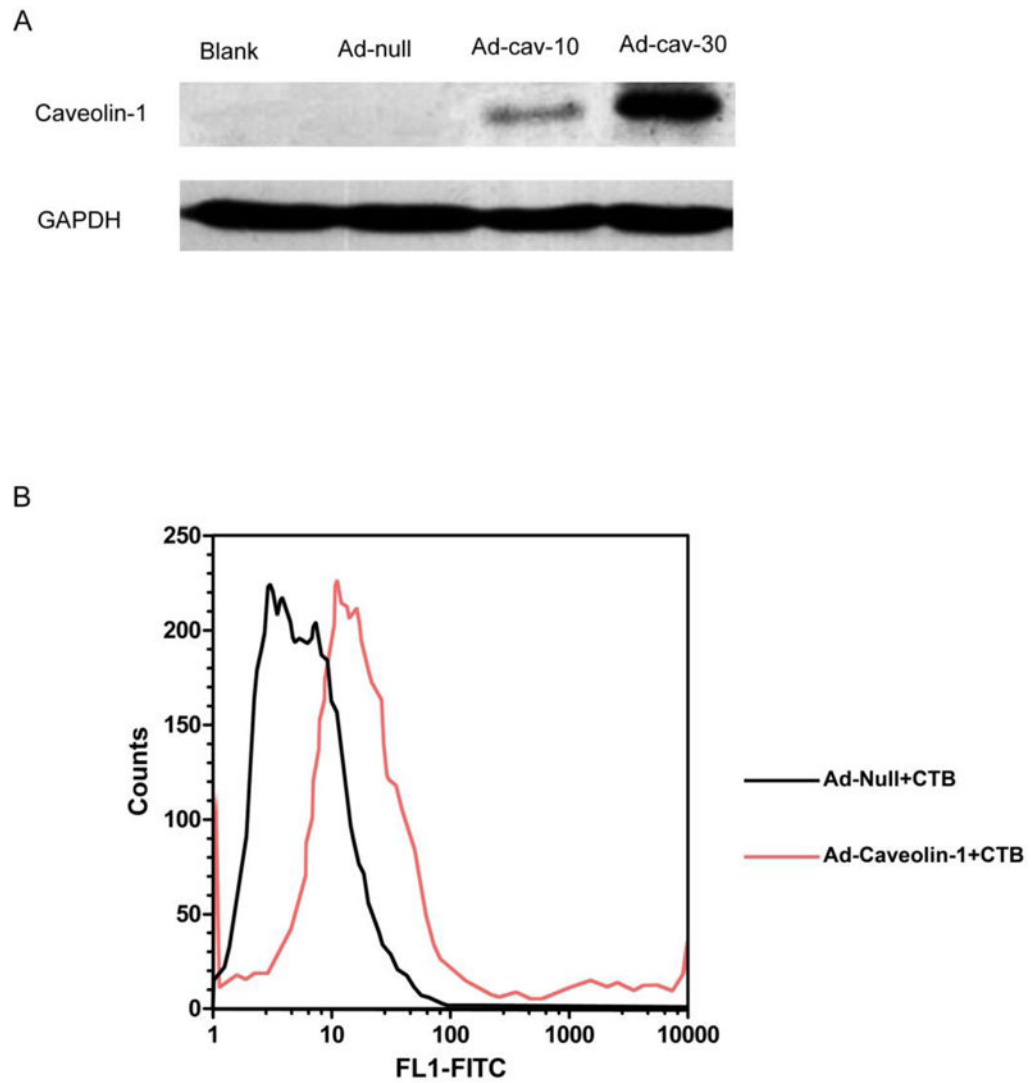 A
Blank Ad-null Ad-cav-10 Ad-cav-30
Caveolin-1
GAPDH
B
250
200
150
100
50
0
Counts
1 10 100 1000 10000
FL1-FITC
Ad-Null+CTB
Ad-Caveolin-1+CTB